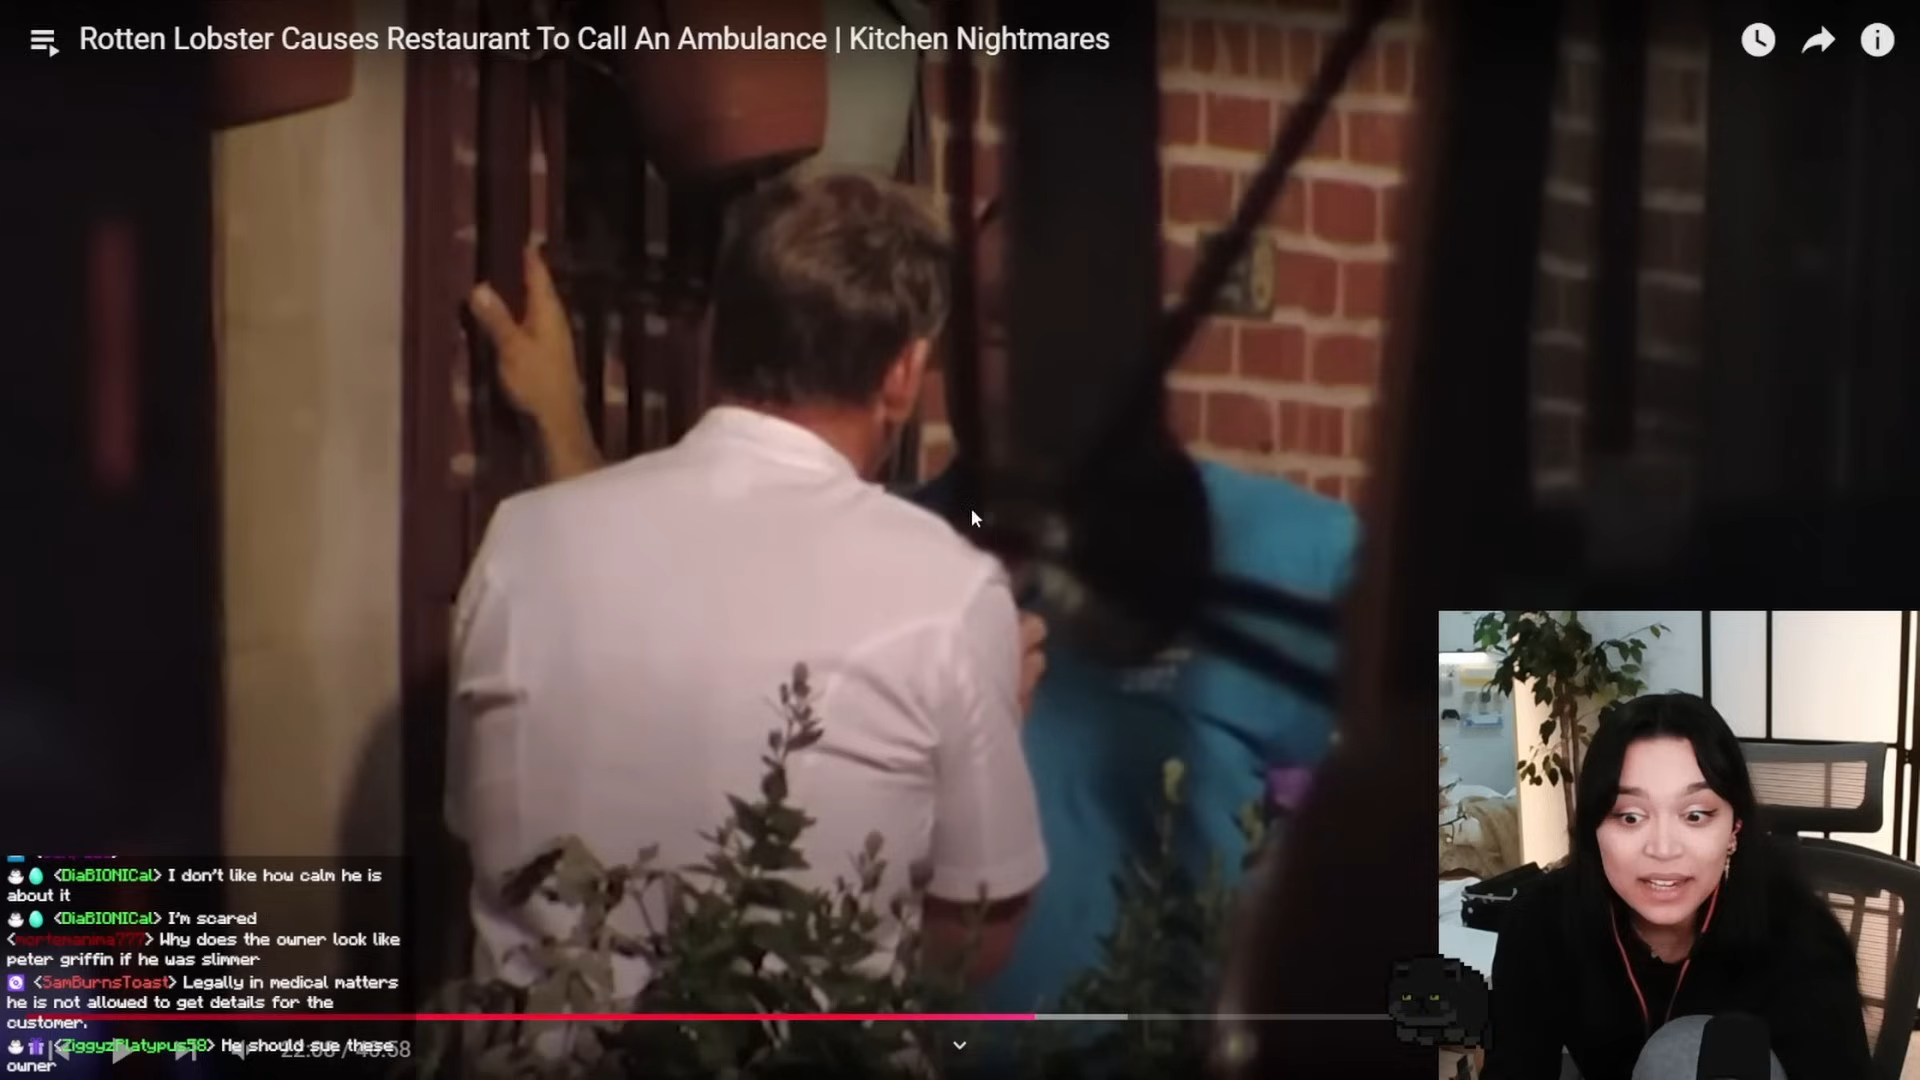 Rotten Lobster Causes Restaurant To Call An Ambulance | Kitchen Nightmares
<DiaBIONICal> I don't like how calm he is
about it
<DiaBIONICal> I'm scared
<mortemanima777> Why does the owner look like
peter griffin if he was slimmer
<SamBurnsToast> Legally in medical matters
he is not allowed to get details for the
customer.
<ZiggyzPlatypus58> He should sue these
owner